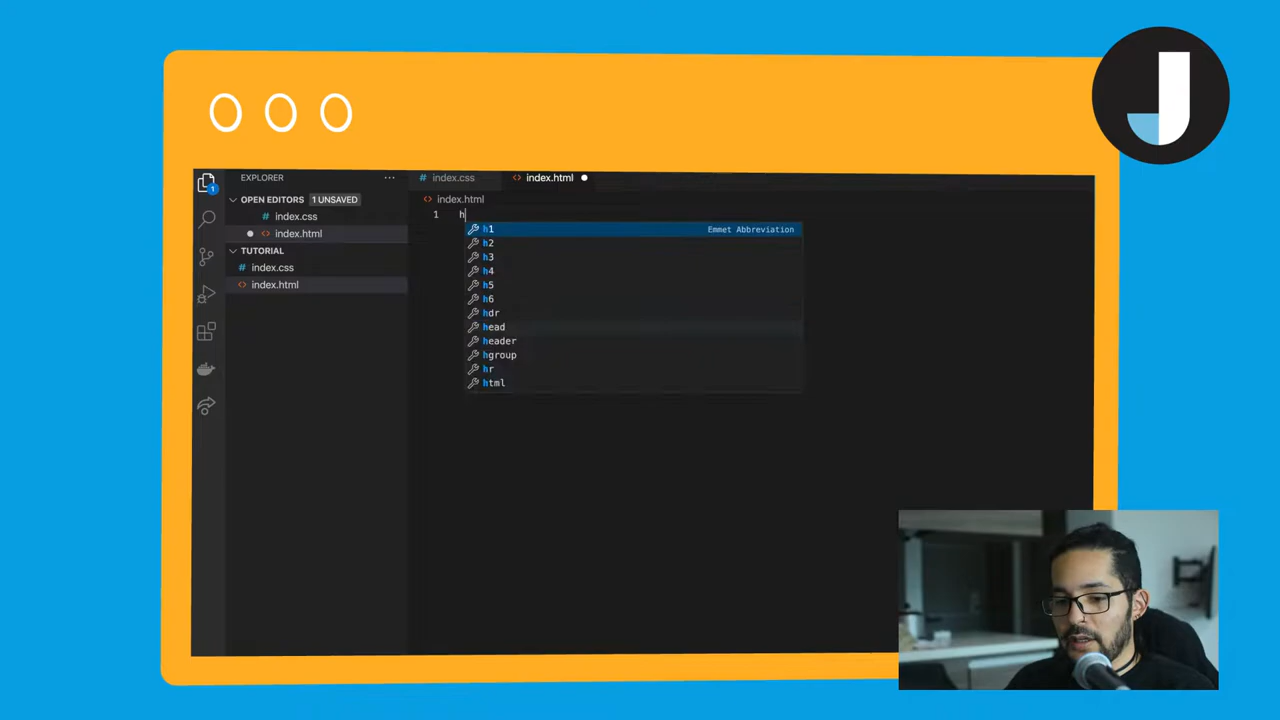 J
EXPLORER ...
index.css index.html
OPEN EDITORS 1 UNSAVED
index.html
1
index.css
1 h
index.html
h1 Emmet Abbreviation
TUTORIAL
h2
h3
index.css
h4
index.html
h5
h6
hdr
head
header
hgroup
hr
html